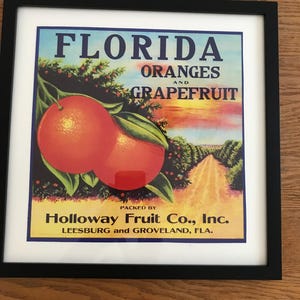 FLORIDA
ORANGES
AND
GRAPEFRUIT
PACKED BY
Holloway Fruit Co., Inc.
LEESBURG and GROVELAND, FLA.